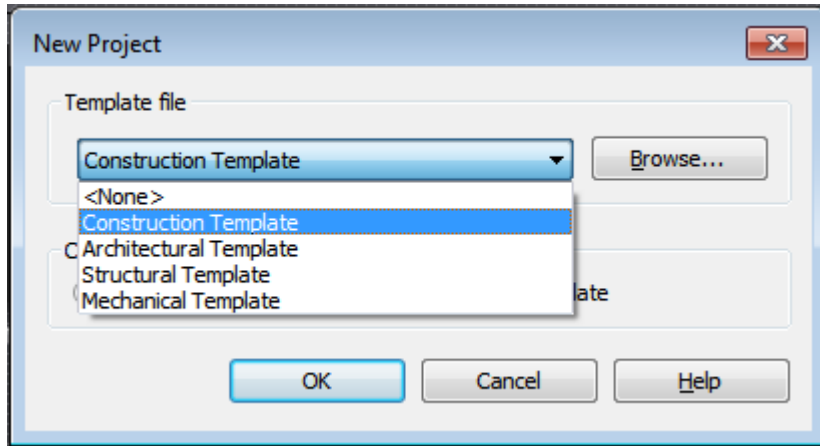 New Project
Template file
Construction Template
Browse...
<None>
Construction Template
Architectural Template
Structural Template
Mechanical Template
OK
Cancel
Help